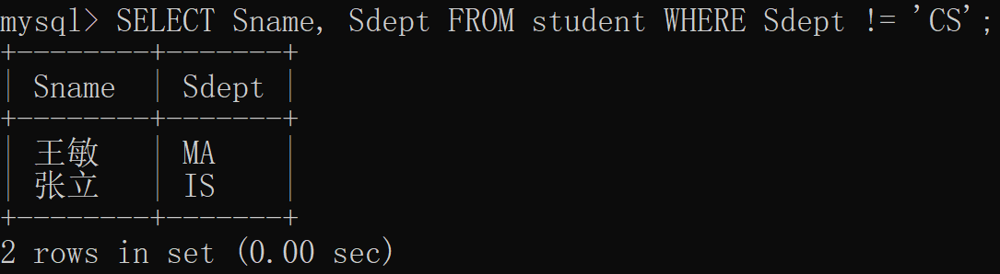 mysql> SELECT Sname, Sdept FROM student WHERE Sdept != 'CS';
+--------+-------+
| Sname  | Sdept |
+--------+-------+
| 王敏   | MA    |
| 张立   | IS    |
+--------+-------+
2 rows in set (0.00 sec)